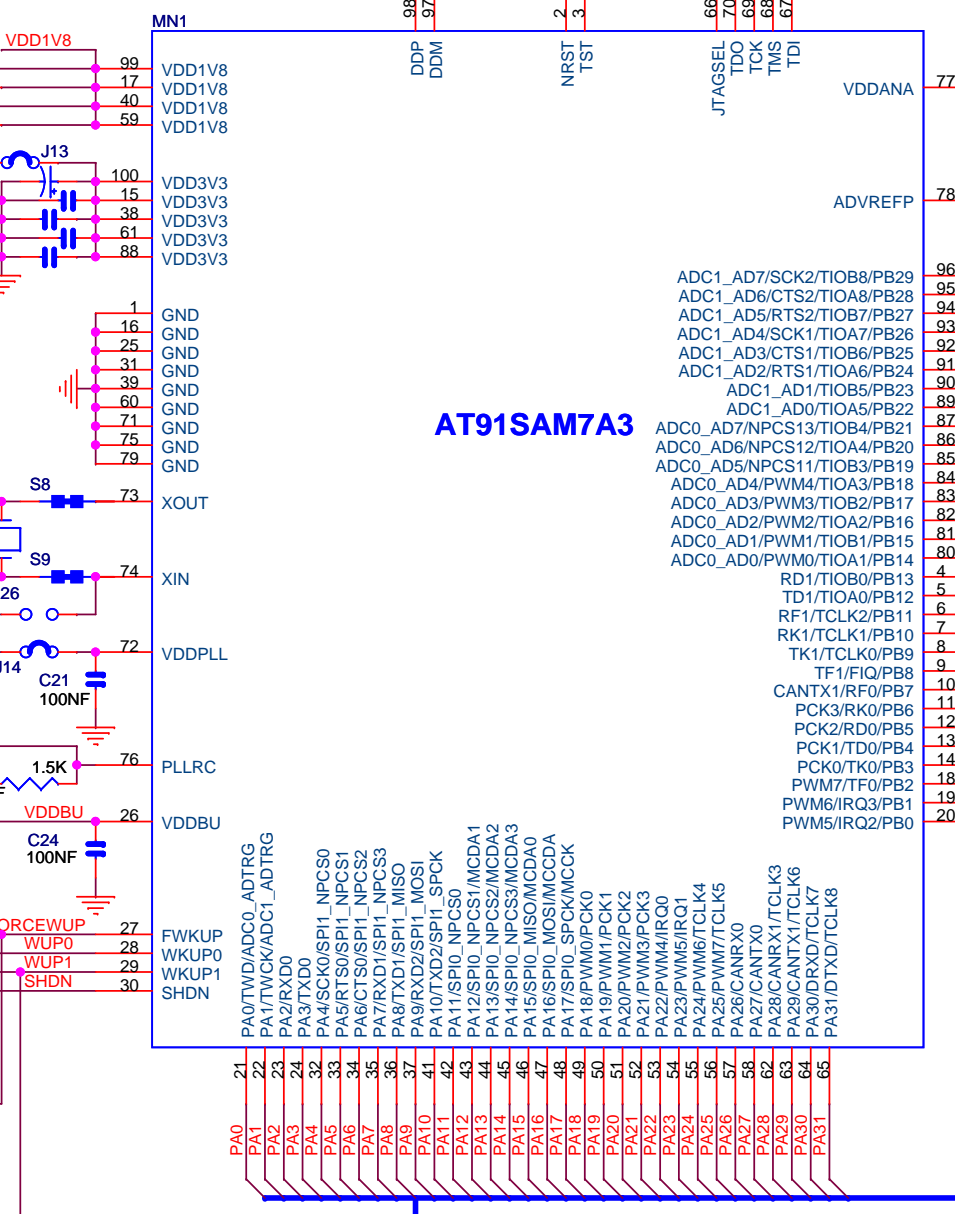 MN1
98
97
2
3
66
70
69
68
67
DDP
DDM
NRST
TST
JTAGSEL
TDO
TCK
TMS
TDI
VDD1V8
99 VDD1V8
17 VDD1V8
40 VDD1V8
59 VDD1V8
J13
100 VDD3V3
15 VDD3V3
38 VDD3V3
61 VDD3V3
88 VDD3V3
1 GND
16 GND
25 GND
31 GND
39 GND
60 GND
71 GND
75 GND
79 GND
S8
73 XOUT
S9
74 XIN
26
72 VDDPLL
J14
C21
100NF
1.5K
76 PLLRC
VDDBU
26 VDDBU
C24
100NF
ORCEWUP 27 FWKUP
WUP0 28 WKUP0
WUP1 29 WKUP1
SHDN 30 SHDN
AT91SAM7A3
VDDANA 77
ADVREFP 78
ADC1_AD7/SCK2/TIOB8/PB29 96
ADC1_AD6/CTS2/TIOA8/PB28 95
ADC1_AD5/RTS2/TIOB7/PB27 94
ADC1_AD4/SCK1/TIOA7/PB26 93
ADC1_AD3/CTS1/TIOB6/PB25 92
ADC1_AD2/RTS1/TIOA6/PB24 91
ADC1_AD1/TIOB5/PB23 90
ADC1_AD0/TIOA5/PB22 89
ADC0_AD7/NPCS13/TIOB4/PB21 87
ADC0_AD6/NPCS12/TIOA4/PB20 86
ADC0_AD5/NPCS11/TIOB3/PB19 85
ADC0_AD4/PWM4/TIOA3/PB18 84
ADC0_AD3/PWM3/TIOB2/PB17 83
ADC0_AD2/PWM2/TIOA2/PB16 82
ADC0_AD1/PWM1/TIOB1/PB15 81
ADC0_AD0/PWM0/TIOA1/PB14 80
RD1/TIOB0/PB13 4
TD1/TIOA0/PB12 5
RF1/TCLK2/PB11 6
RK1/TCLK1/PB10 7
TK1/TCLK0/PB9 8
TF1/FIQ/PB8 9
CANTX1/RF0/PB7 10
PCK3/RK0/PB6 11
PCK2/RD0/PB5 12
PCK1/TD0/PB4 13
PCK0/TK0/PB3 14
PWM7/TF0/PB2 18
PWM6/IRQ3/PB1 19
PWM5/IRQ2/PB0 20
PA0/TWD/ADC0_ADTRG 21 PA0
PA1/TWCK/ADC1_ADTRG 22 PA1
PA2/RXD0 23 PA2
PA3/TXD0 24 PA3
PA4/SCK0/SPI1_NPCS0 32 PA4
PA5/RTS0/SPI1_NPCS1 33 PA5
PA6/CTS0/SPI1_NPCS2 34 PA6
PA7/RXD1/SPI1_NPCS3 35 PA7
PA8/TXD1/SPI1_MISO 36 PA8
PA9/RXD2/SPI1_MOSI 37 PA9
PA10/TXD2/SPI1_SPCK 41 PA10
PA11/SPI0_NPCS0 42 PA11
PA12/SPI0_NPCS1/MCDA1 43 PA12
PA13/SPI0_NPCS2/MCDA2 44 PA13
PA14/SPI0_NPCS3/MCDA3 45 PA14
PA15/SPI0_MISO/MCDA0 46 PA15
PA16/SPI0_MOSI/MCCDA 47 PA16
PA17/SPI0_SPCK/MCCK 48 PA17
PA18/PWM0/PCK0 49 PA18
PA19/PWM1/PCK1 50 PA19
PA20/PWM2/PCK2 51 PA20
PA21/PWM3/PCK3 52 PA21
PA22/PWM4/IRQ0 53 PA22
PA23/PWM5/IRQ1 54 PA23
PA24/PWM6/TCLK4 55 PA24
PA25/PWM7/TCLK5 56 PA25
PA26/CANRX0 57 PA26
PA27/CANTX0 58 PA27
PA28/CANRX1/TCLK3 62 PA28
PA29/CANTX1/TCLK6 63 PA29
PA30/DRXD/TCLK7 64 PA30
PA31/DTXD/TCLK8 65 PA31